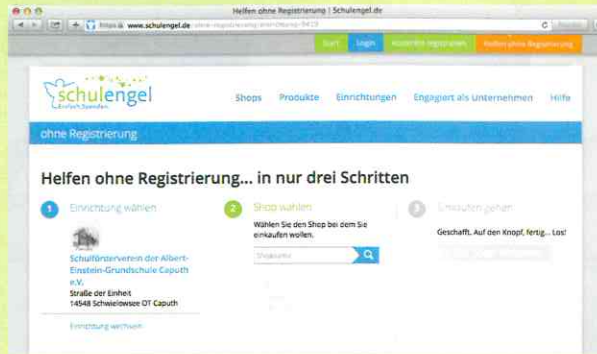 Helfen ohne Registrierung | Schulengel.de
www.schulengel.de
Start Login Kostenlos registrieren Helfen ohne Registrierung
schulengel
Einfach. Spenden.
Shops Produkte Einrichtungen Engagiert als Unternehmen Hilfe
ohne Registrierung
Helfen ohne Registrierung... in nur drei Schritten
1 Einrichtung wählen
Schulförderverein der Albert-
Einstein-Grundschule Caputh
e.V.
Straße der Einheit
14548 Schwielowsee OT Caputh
Einrichtung wechseln
2 Shop wählen
Wählen Sie den Shop bei dem Sie
einkaufen wollen.
3 Einkaufen gehen
Geschafft. Auf den Knopf, fertig... Los!